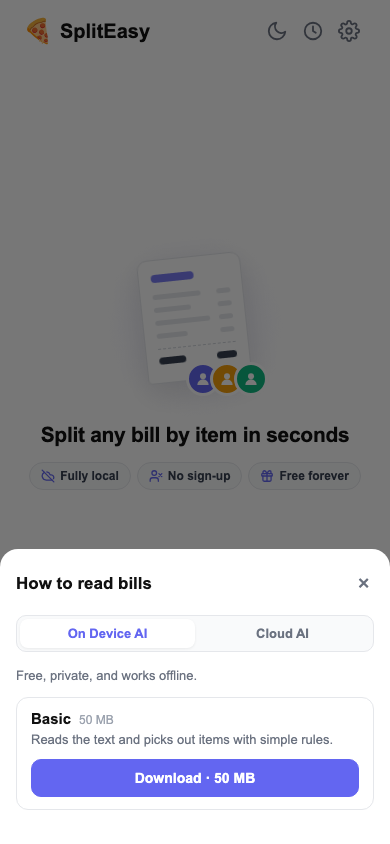 SplitEasy
Split any bill by item in seconds
Fully local
No sign-up
Free forever
How to read bills
On Device AI
Cloud AI
Free, private, and works offline.
Basic 50 MB
Reads the text and picks out items with simple rules.
Download · 50 MB